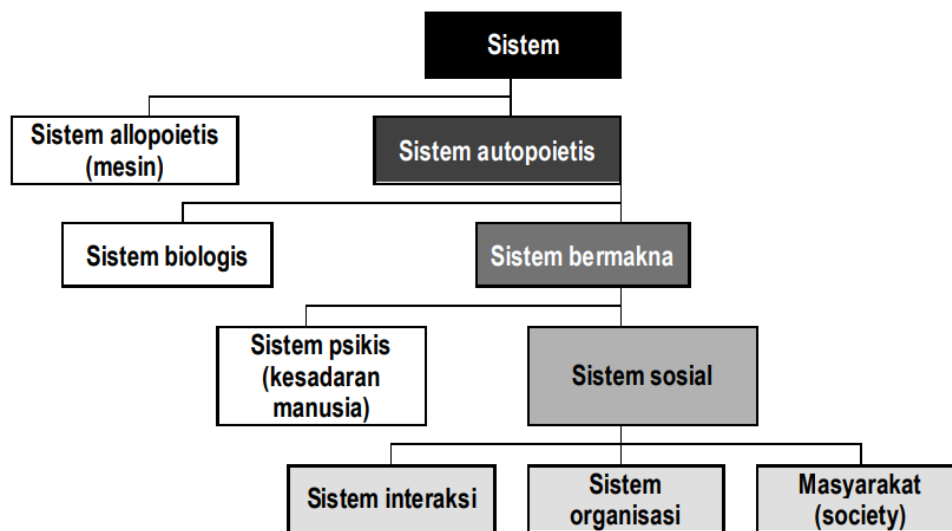 Sistem
Sistem allopoietis
(mesin)
Sistem autopoietis
Sistem biologis
Sistem bermakna
Sistem psikis
(kesadaran
manusia)
Sistem sosial
Sistem interaksi
Sistem
organisasi
Masyarakat
(society)